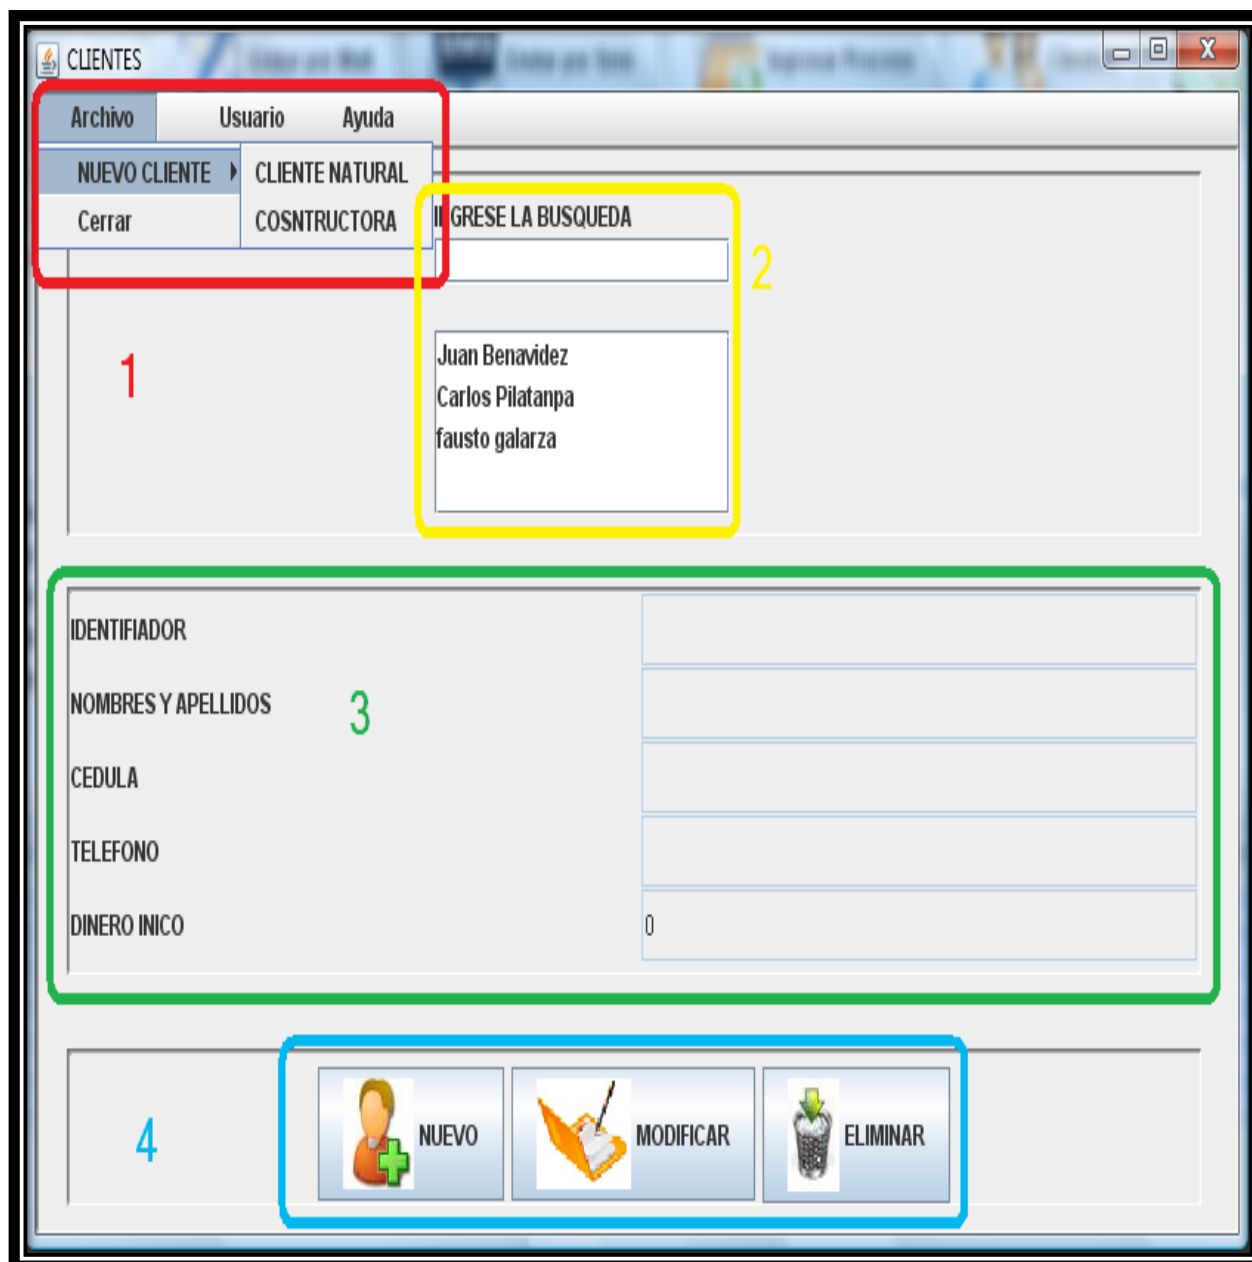 CLIENTES
Archivo Usuario Ayuda
NUEVO CLIENTE CLIENTE NATURAL
Cerrar COSNTRUCTORA
INGRESE LA BUSQUEDA
2
Juan Benavidez
1
Carlos Pilatanpa
fausto galarza
IDENTIFIADOR
NOMBRES Y APELLIDOS
3
CEDULA
TELEFONO
DINERO INICO 0
4
NUEVO MODIFICAR ELIMINAR